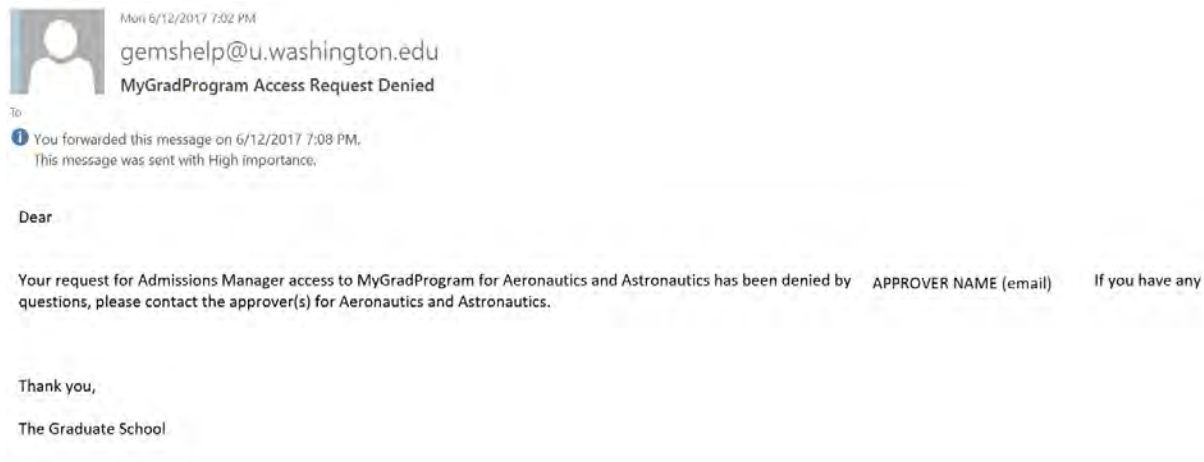 Mon 6/12/2017 7:02 PM
gemshelp@u.washington.edu
MyGradProgram Access Request Denied
To
You forwarded this message on 6/12/2017 7:08 PM.
This message was sent with High importance.
Dear
Your request for Admissions Manager access to MyGradProgram for Aeronautics and Astronautics has been denied by APPROVER NAME (email) If you have any
questions, please contact the approver(s) for Aeronautics and Astronautics.
Thank you,
The Graduate School